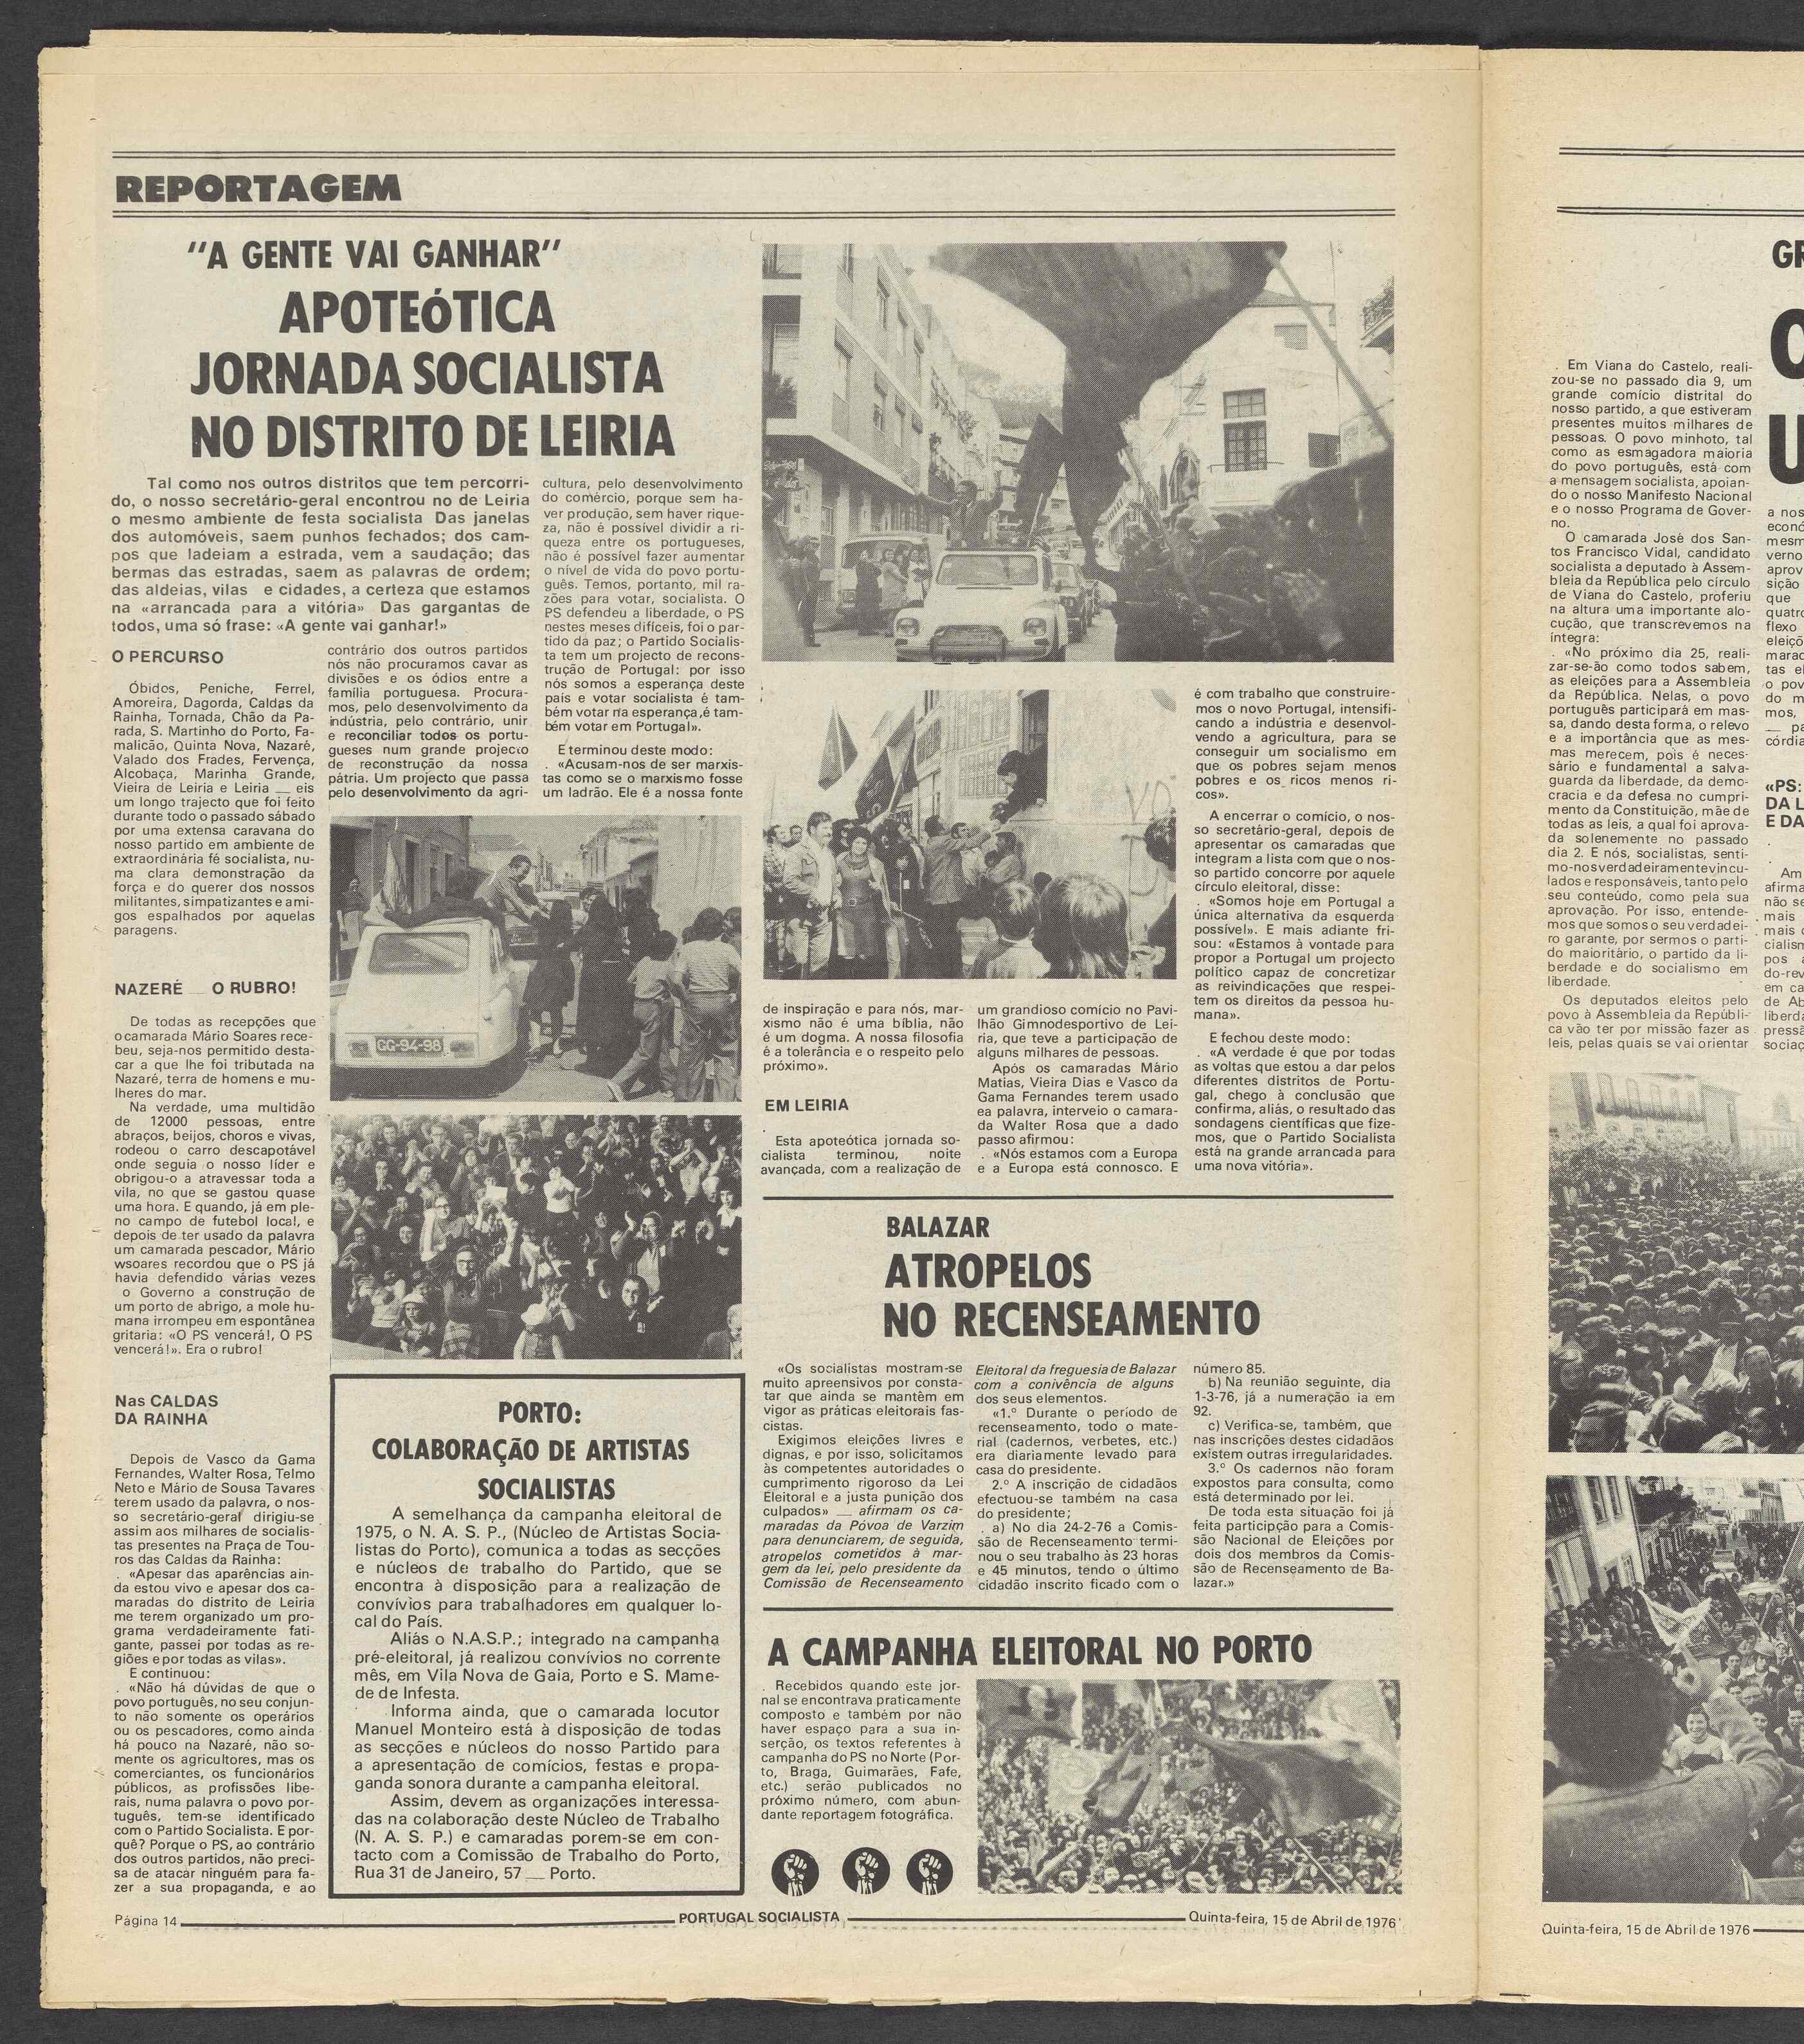 REPORTAGEM
"A GENTE VAI GANHAR"
APOTEÓTICA
JORNADA SOCIALISTA
NO DISTRITO DE LEIRIA
Tal como nos outros distritos que tem percorri-
do, o nosso secretário-geral encontrou no de Leiria
o mesmo ambiente de festa socialista Das janelas
dos automóveis, saem punhos fechados; dos cam-
pos que ladeiam a estrada, vem a saudação; das
bermas das estradas, saem as palavras de ordem;
das aldeias, vilas e cidades, a certeza que estamos
na «arrancada para a vitória» Das gargantas de
todos, uma só frase: «A gente vai ganhar!»
O PERCURSO
Óbidos, Peniche, Ferrel,
Amoreira, Dagorda, Caldas da
Rainha, Tornada, Chão da Pa-
rada, S. Martinho do Porto, Fa-
malicão, Quinta Nova, Nazaré,
Valado dos Frades, Fervença,
Alcobaça, Marinha Grande,
Vieira de Leiria e Leiria — eis
um longo trajecto que foi feito
durante todo o passado sábado
por uma extensa caravana do
nosso partido em ambiente de
extraordinária fé socialista, nu-
ma clara demonstração da
força e do querer dos nossos
militantes, simpatizantes e ami-
gos espalhados por aquelas
paragens.
NAZERÉ — O RUBRO!
De todas as recepções que
o camarada Mário Soares rece-
beu, seja-nos permitido desta-
car a que lhe foi tributada na
Nazaré, terra de homens e mu-
lheres do mar.
Na verdade, uma multidão
de 12000 pessoas, entre
abraços, beijos, choros e vivas,
rodeou o carro descapotável
onde seguia o nosso líder e
obrigou-o a atravessar toda a
vila, no que se gastou quase
uma hora. E quando, já em ple-
no campo de futebol local, e
depois de ter usado da palavra
um camarada pescador, Mário
wsoares recordou que o PS já
havia defendido várias vezes
o Governo a construção de
um porto de abrigo, a mole hu-
mana irrompeu em espontânea
gritaria: «O PS vencerá!, O PS
vencerá!». Era o rubro!
Nas CALDAS
DA RAINHA
Depois de Vasco da Gama
Fernandes, Walter Rosa, Telmo
Neto e Mário de Sousa Tavares
terem usado da palavra, o nos-
so secretário-geral dirigiu-se
assim aos milhares de socialis-
tas presentes na Praça de Tou-
ros das Caldas da Rainha:
. «Apesar das aparências ain-
da estou vivo e apesar dos ca-
maradas do distrito de Leiria
me terem organizado um pro-
grama verdadeiramente fati-
gante, passei por todas as re-
giões e por todas as vilas».
E continuou:
. «Não há dúvidas de que o
povo português, no seu conjun-
to não somente os operários
ou os pescadores, como ainda
há pouco na Nazaré, não so-
mente os agricultores, mas os
comerciantes, os funcionários
públicos, as profissões libe-
rais, numa palavra o povo por-
tuguês, tem-se identificado
com o Partido Socialista. E por-
quê? Porque o PS, ao contrário
dos outros partidos, não preci-
sa de atacar ninguém para fa-
zer a sua propaganda, e ao
contrário dos outros partidos
nós não procuramos cavar as
divisões e os ódios entre a
família portuguesa. Procura-
mos, pelo desenvolvimento da
indústria, pelo contrário, unir
e reconciliar todos os portu-
gueses num grande projecto
de reconstrução da nossa
pátria. Um projecto que passa
pelo desenvolvimento da agri-
cultura, pelo desenvolvimento
do comércio, porque sem ha-
ver produção, sem haver rique-
za, não é possível dividir a ri-
queza entre os portugueses,
não é possível fazer aumentar
o nível de vida do povo portu-
guês. Temos, portanto, mil ra-
zões para votar, socialista. O
PS defendeu a liberdade, o PS
nestes meses difíceis, foi o par-
tido da paz; o Partido Socialis-
ta tem um projecto de recons-
trução de Portugal: por isso
nós somos a esperança deste
país e votar socialista é tam-
bém votar na esperança,é tam-
bém votar em Portugal».
E terminou deste modo:
. «Acusam-nos de ser marxis-
tas como se o marxismo fosse
um ladrão. Ele é a nossa fonte
GG-94-98
de inspiração e para nós, mar-
xismo não é uma bíblia, não
é um dogma. A nossa filosofia
é a tolerância e o respeito pelo
próximo».
EM LEIRIA
Esta apoteótica jornada so-
cialista terminou, noite
avançada, com a realização de
um grandioso comício no Pavi-
lhão Gimnodesportivo de Lei-
ria, que teve a participação de
alguns milhares de pessoas.
Após os camaradas Mário
Matias, Vieira Dias e Vasco da
Gama Fernandes terem usado
ea palavra, interveio o camara-
da Walter Rosa que a dado
passo afirmou:
. «Nós estamos com a Europa
e a Europa está connosco. E
é com trabalho que construire-
mos o novo Portugal, intensifi-
cando a indústria e desenvol-
vendo a agricultura, para se
conseguir um socialismo em
que os pobres sejam menos
pobres e os ricos menos ri-
cos».
A encerrar o comício, o nos-
so secretário-geral, depois de
apresentar os camaradas que
integram a lista com que o nos-
so partido concorre por aquele
círculo eleitoral, disse:
. «Somos hoje em Portugal a
única alternativa da esquerda
possível». E mais adiante fri-
sou: «Estamos à vontade para
propor a Portugal um projecto
político capaz de concretizar
as reivindicações que respei-
tem os direitos da pessoa hu-
mana».
E fechou deste modo:
. «A verdade é que por todas
as voltas que estou a dar pelos
diferentes distritos de Portu-
gal, chego à conclusão que
confirma, aliás, o resultado das
sondagens científicas que fize-
mos, que o Partido Socialista
está na grande arrancada para
uma nova vitória».
PORTO:
COLABORAÇÃO DE ARTISTAS
SOCIALISTAS
A semelhança da campanha eleitoral de
1975, o N. A. S. P., (Núcleo de Artistas Socia-
listas do Porto), comunica a todas as secções
e núcleos de trabalho do Partido, que se
encontra à disposição para a realização de
convívios para trabalhadores em qualquer lo-
cal do País.
Aliás o N.A.S.P.; integrado na campanha
pré-eleitoral, já realizou convívios no corrente
mês, em Vila Nova de Gaia, Porto e S. Mame-
de de Infesta.
Informa ainda, que o camarada locutor
Manuel Monteiro está à disposição de todas
as secções e núcleos do nosso Partido para
a apresentação de comícios, festas e propa-
ganda sonora durante a campanha eleitoral.
Assim, devem as organizações interessa-
das na colaboração deste Núcleo de Trabalho
(N. A. S. P.) e camaradas porem-se em con-
tacto com a Comissão de Trabalho do Porto,
Rua 31 de Janeiro, 57 — Porto.
BALAZAR
ATROPELOS
NO RECENSEAMENTO
«Os socialistas mostram-se
muito apreensivos por consta-
tar que ainda se mantêm em
vigor as práticas eleitorais fas-
cistas.
Exigimos eleições livres e
dignas, e por isso, solicitamos
às competentes autoridades o
cumprimento rigoroso da Lei
Eleitoral e a justa punição dos
culpados» — afirmam os ca-
maradas da Póvoa de Varzim
para denunciarem, de seguida,
atropelos cometidos à mar-
gem da lei, pelo presidente da
Comissão de Recenseamento
Eleitoral da freguesia de Balazar
com a conivência de alguns
dos seus elementos.
«1.º Durante o período de
recenseamento, todo o mate-
rial (cadernos, verbetes, etc.)
era diariamente levado para
casa do presidente.
2.º A inscrição de cidadãos
efectuou-se também na casa
do presidente;
. a) No dia 24-2-76 a Comis-
são de Recenseamento termi-
nou o seu trabalho às 23 horas
e 45 minutos, tendo o último
cidadão inscrito ficado com o
número 85.
b) Na reunião seguinte, dia
1-3-76, já a numeração ia em
92.
c) Verifica-se, também, que
nas inscrições destes cidadãos
existem outras irregularidades.
3.º Os cadernos não foram
expostos para consulta, como
está determinado por lei.
De toda esta situação foi já
feita participção para a Comis-
são Nacional de Eleições por
dois dos membros da Comis-
são de Recenseamento de Ba-
lazar.»
A CAMPANHA ELEITORAL NO PORTO
. Recebidos quando este jor-
nal se encontrava praticamente
composto e também por não
haver espaço para a sua in-
serção, os textos referentes à
campanha do PS no Norte (Por-
to, Braga, Guimarães, Fafe,
etc.) serão publicados no
próximo número, com abun-
dante reportagem fotográfica.
Página 14
PORTUGAL SOCIALISTA
Quinta-feira, 15 de Abril de 1976
GR
. Em Viana do Castelo, reali-
zou-se no passado dia 9, um
grande comício distrital do
nosso partido, a que estiveram
presentes muitos milhares de
pessoas. O povo minhoto, tal
como as esmagadora maioria
do povo português, está com
a mensagem socialista, apoian-
do o nosso Manifesto Nacional
e o nosso Programa de Gover-
no.
O camarada José dos San-
tos Francisco Vidal, candidato
socialista a deputado à Assem-
bleia da República pelo círculo
de Viana do Castelo, proferiu
na altura uma importante alo-
cução, que transcrevemos na
íntegra:
. «No próximo dia 25, reali-
zar-se-ão como todos sabem,
as eleições para a Assembleia
da República. Nelas, o povo
português participará em mas-
sa, dando desta forma, o relevo
e a importância que as mes-
mas merecem, pois é neces-
sário e fundamental a salva-
guarda da liberdade, da demo-
cracia e da defesa no cumpri-
mento da Constituição, mãe de
todas as leis, a qual foi aprova-
da solenemente no passado
dia 2. E nós, socialistas, senti-
mo-nos verdadeiramente vincu-
lados e responsáveis, tanto pelo
seu conteúdo, como pela sua
aprovação. Por isso, entende-
mos que somos o seu verdadei-
ro garante, por sermos o parti-
do maioritário, o partido da li-
berdade e do socialismo em
liberdade.
Os deputados eleitos pelo
povo à Assembleia da Repúbli-
ca vão ter por missão fazer as
leis, pelas quais se vai orientar
a nos
econó
mesm
verno
aprov
sição
que
quatro
flexo
eleiçõ
marad
tas el
o pov
do m
mos,
— pa
córdia
«PS:
DA L
E DA
Am
afirma
não se
mais
mais c
cialism
pos a
do-rev
em ca
de Ab
liberda
pressã
sociaç
Quinta-feira, 15 de Abril de 1976